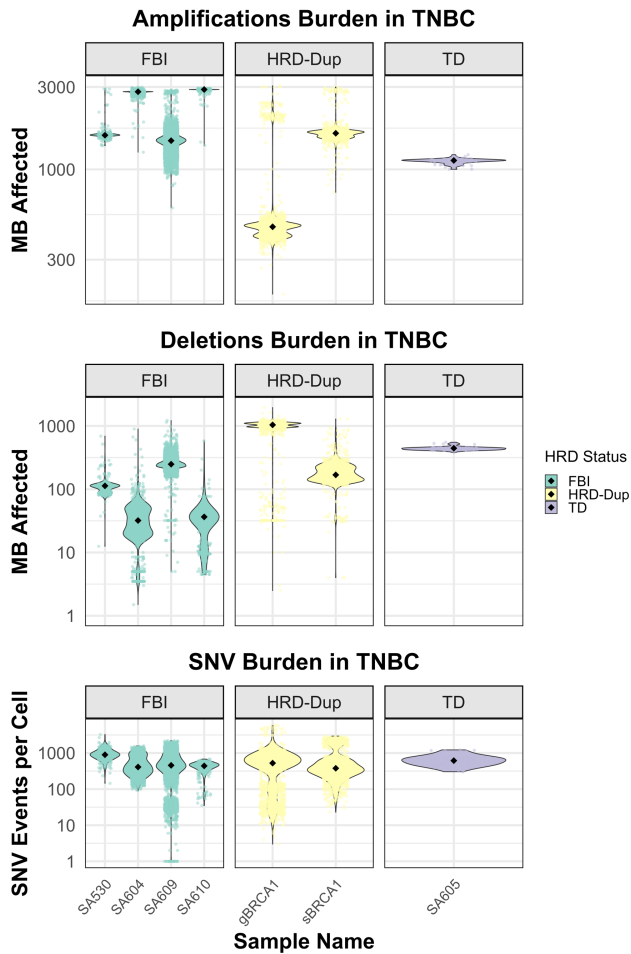 Amplifications Burden in TNBC
FBI
HRD-Dup
TD
MB Affected
3000
1000
300
Deletions Burden in TNBC
FBI
HRD-Dup
TD
MB Affected
1000
100
10
1
HRD Status
FBI
HRD-Dup
TD
SNV Burden in TNBC
FBI
HRD-Dup
TD
SNV Events per Cell
1000
100
10
1
SA530
SA604
SA609
SA610
gBRCA1
sBRCA1
SA605
Sample Name